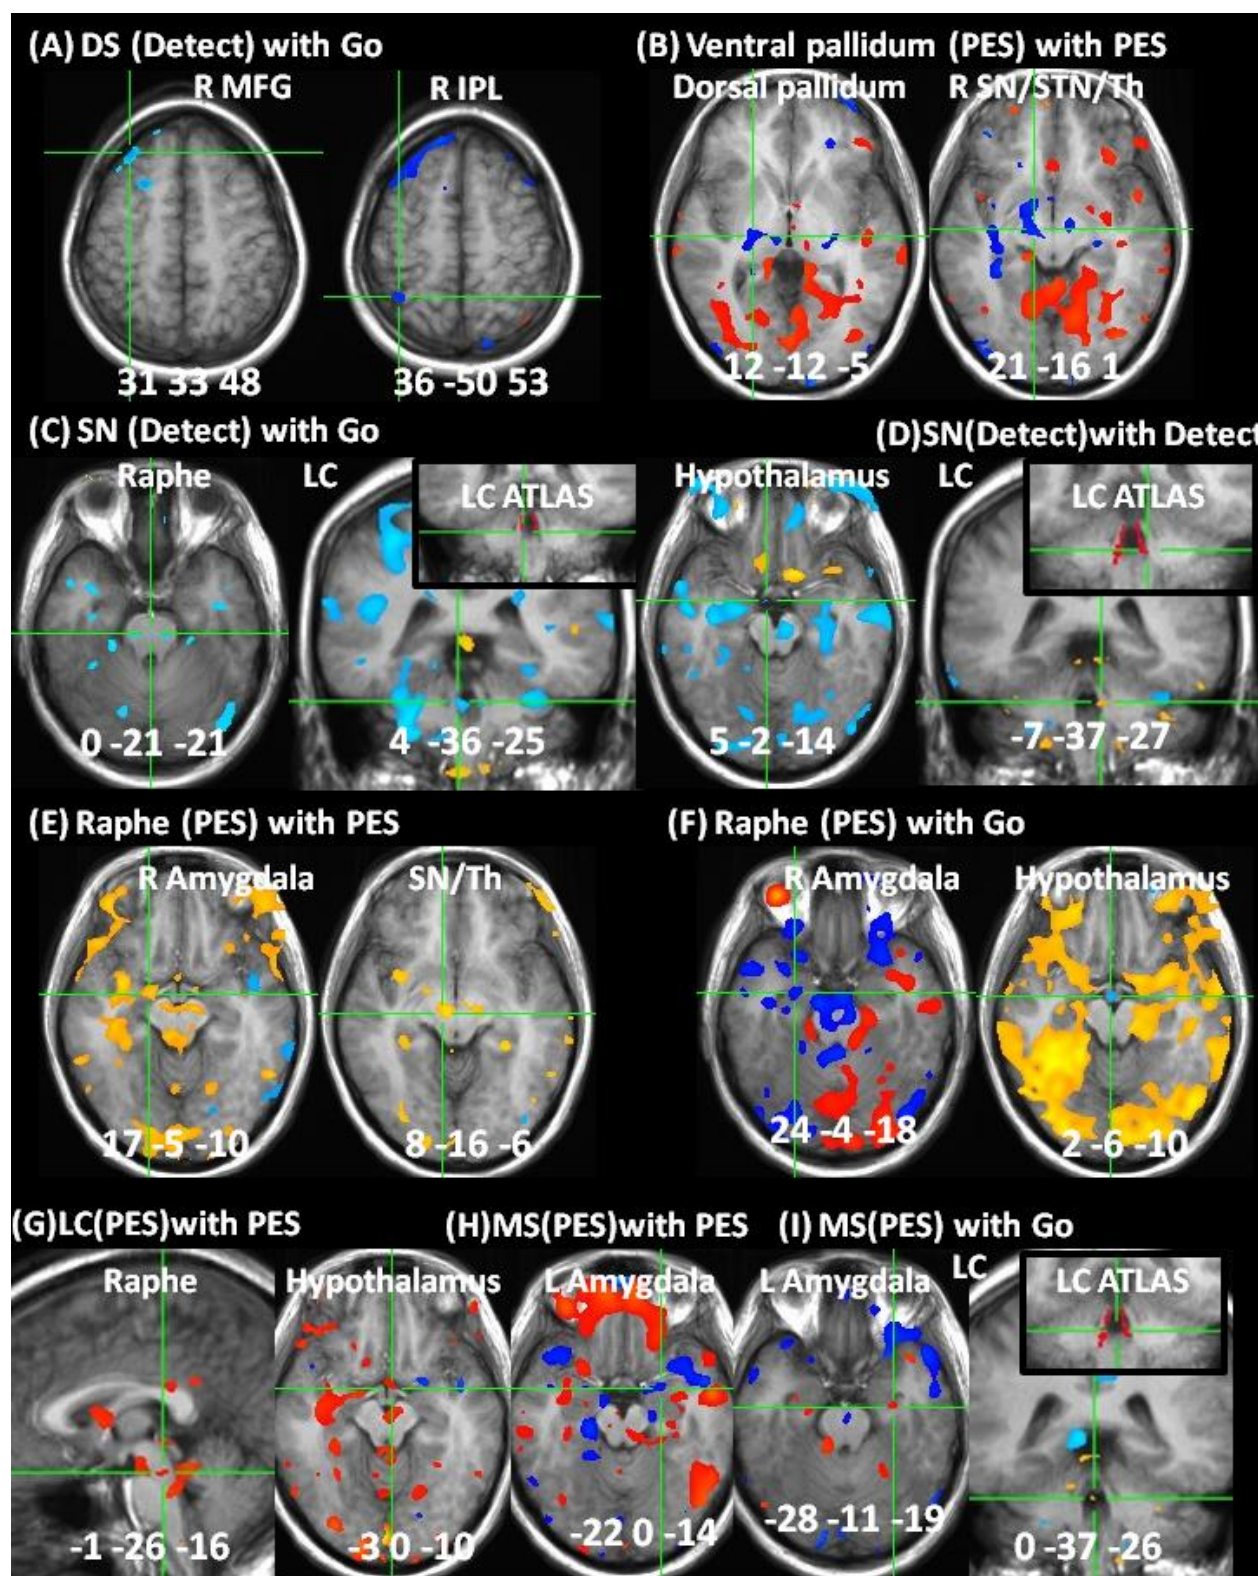 (A) DS (Detect) with Go
R MFG
R IPL
31 33 48
36 -50 53
(B) Ventral pallidum (PES) with PES
Dorsal pallidum
R SN/STN/Th
12 -12 -5
21 -16 1
(C) SN (Detect) with Go
Raphe
LC
LC ATLAS
Hypothalamus
0 -21 -21
4 -36 -25
5 -2 -14
(D)SN(Detect)with Detect
LC
LC ATLAS
-7 -37 -27
(E) Raphe (PES) with PES
R Amygdala
SN/Th
17 -5 -10
8 -16 -6
(F) Raphe (PES) with Go
R Amygdala
Hypothalamus
24 -4 -18
2 -6 -10
(G)LC(PES)with PES
Raphe
Hypothalamus
-1 -26 -16
-3 0 -10
(H)MS(PES)with PES
L Amygdala
-22 0 -14
(I) MS(PES) with Go
L Amygdala
LC
LC ATLAS
-28 -11 -19
0 -37 -26